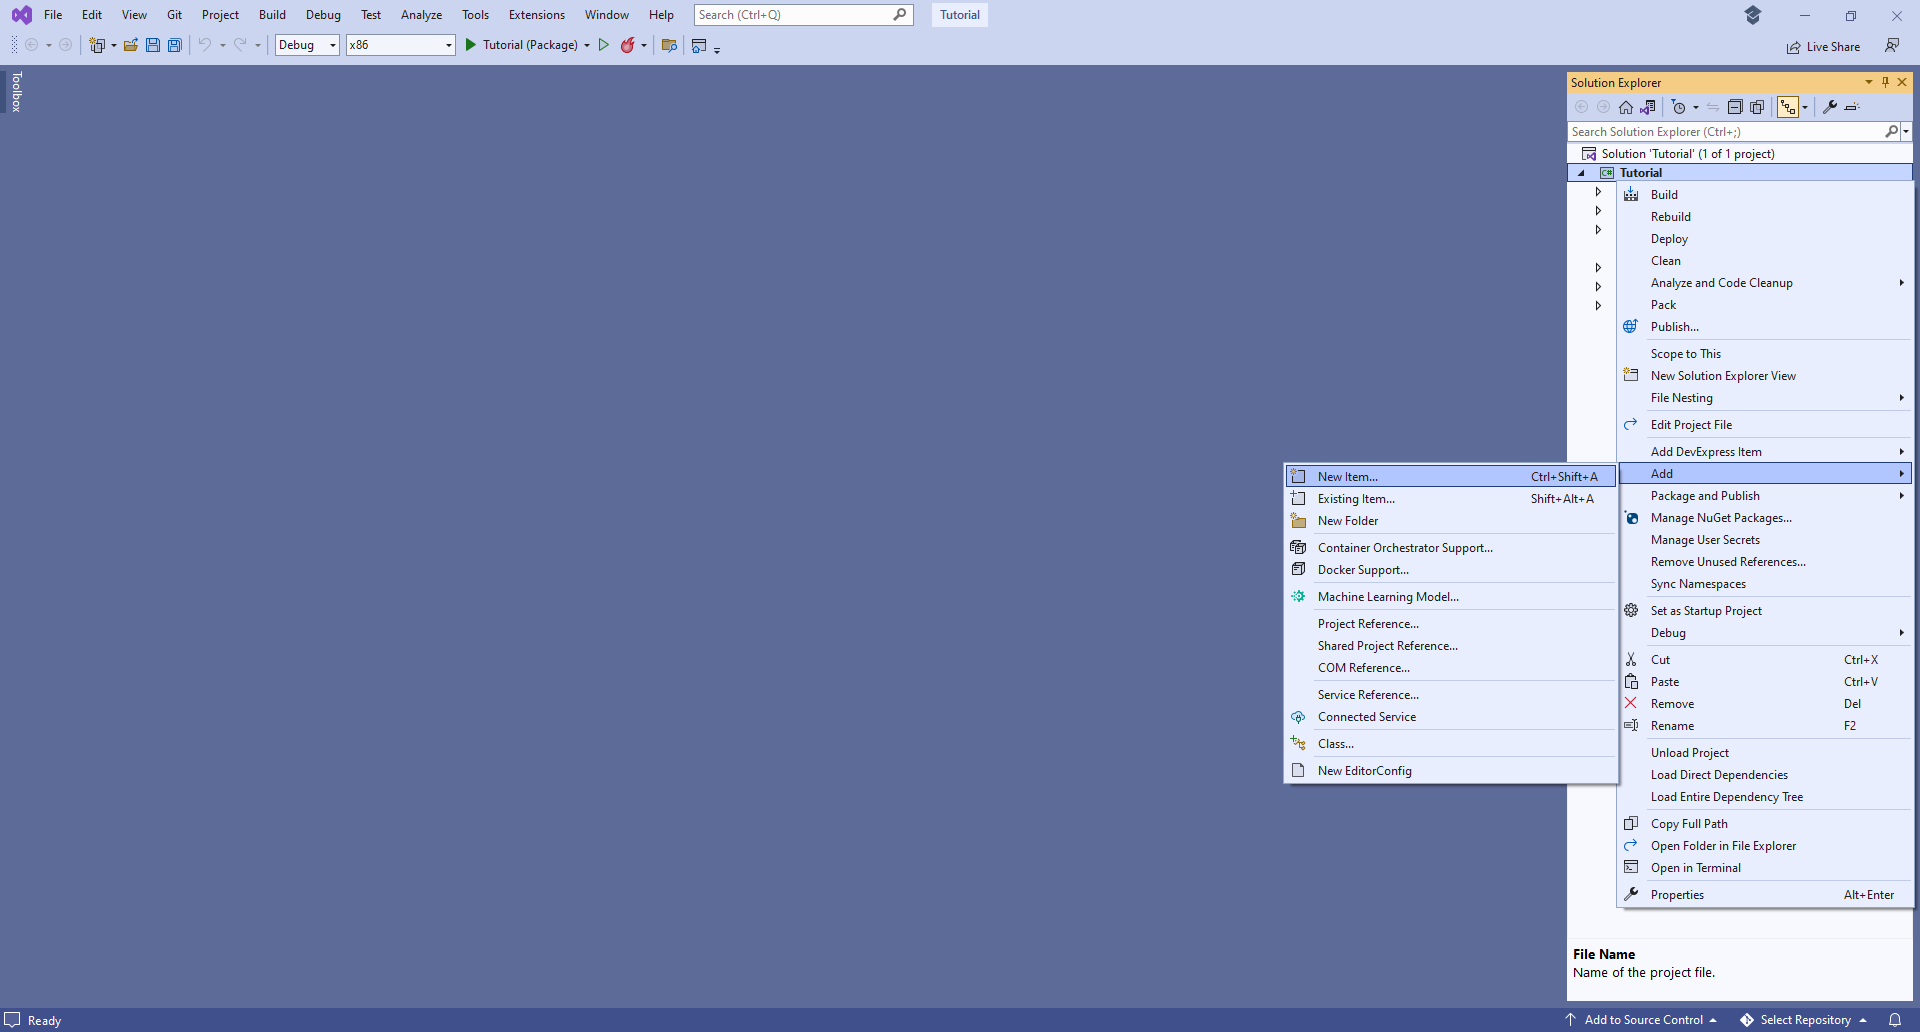 File Edit View Git Project Build Debug Test Analyze Tools Extensions Window Help Search (Ctrl+Q) Tutorial
Debug x86 Tutorial (Package) Live Share
Toolbox
Solution Explorer
Search Solution Explorer (Ctrl+;)
Solution 'Tutorial' (1 of 1 project)
C# Tutorial
Build
Rebuild
Deploy
Clean
Analyze and Code Cleanup
Pack
Publish...
Scope to This
New Solution Explorer View
File Nesting
Edit Project File
Add DevExpress Item
Add
Package and Publish
Manage NuGet Packages...
Manage User Secrets
Remove Unused References...
Sync Namespaces
Set as Startup Project
Debug
Cut Ctrl+X
Paste Ctrl+V
Remove Del
Rename F2
Unload Project
Load Direct Dependencies
Load Entire Dependency Tree
Copy Full Path
Open Folder in File Explorer
Open in Terminal
Properties Alt+Enter
New Item... Ctrl+Shift+A
Existing Item... Shift+Alt+A
New Folder
Container Orchestrator Support...
Docker Support...
Machine Learning Model...
Project Reference...
Shared Project Reference...
COM Reference...
Service Reference...
Connected Service
Class...
New EditorConfig
File Name
Name of the project file.
Ready Add to Source Control Select Repository